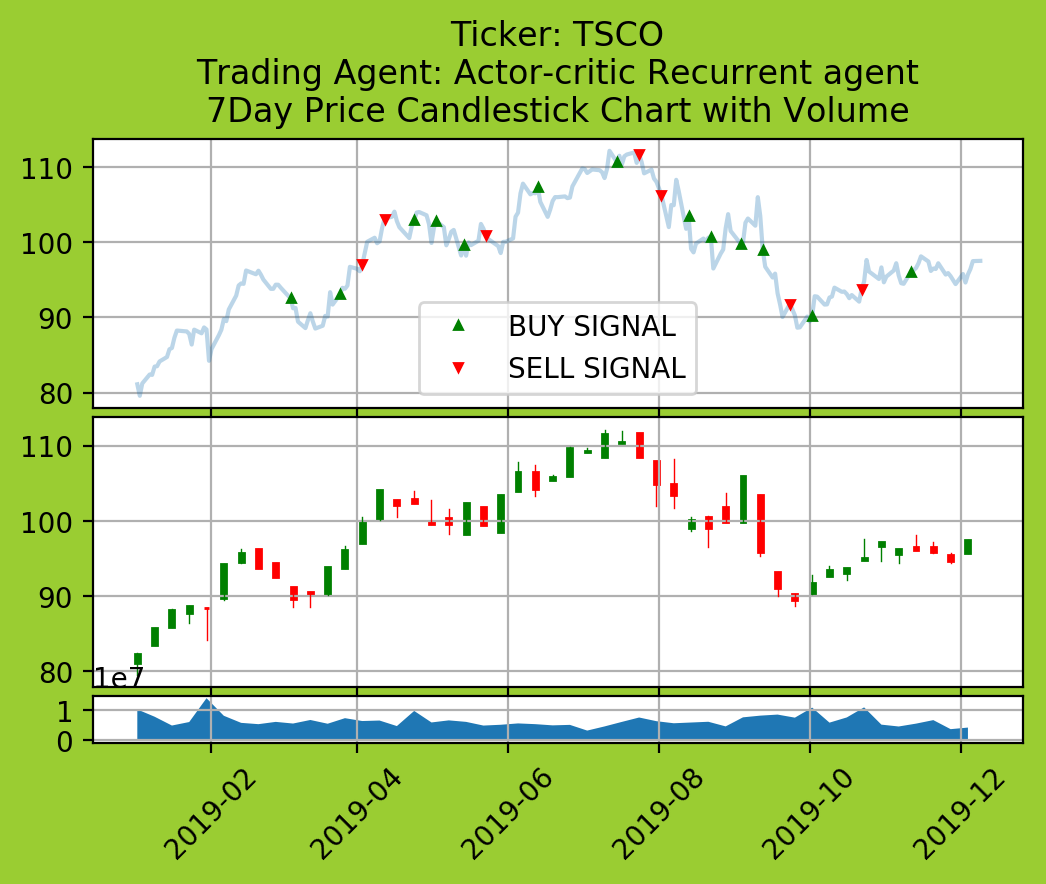 Ticker: TSCO
Trading Agent: Actor-critic Recurrent agent
7Day Price Candlestick Chart with Volume
110
100
90
80
BUY SIGNAL
SELL SIGNAL
110
100
90
80
1e7
1
0
2019-02
2019-04
2019-06
2019-08
2019-10
2019-12